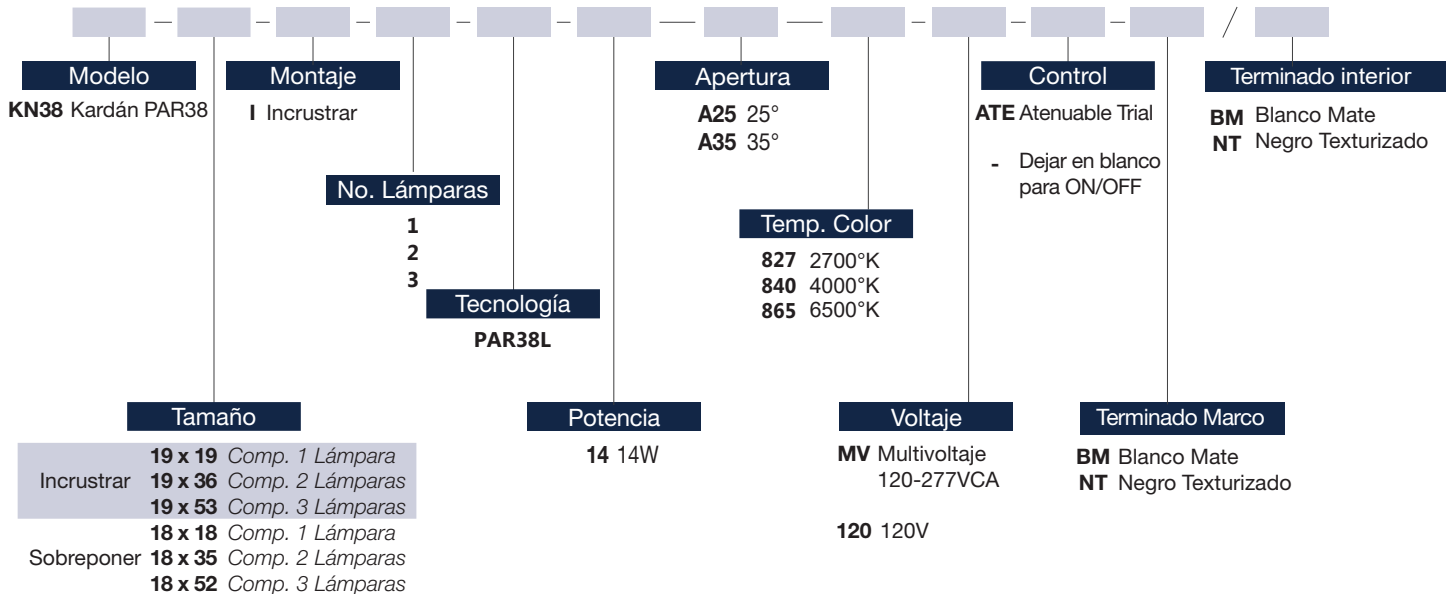 Modelo
KN38 Kardán PAR38
Montaje
I Incrustrar
Apertura
A25 25°
A35 35°
Control
ATE Atenuable Trial
- Dejar en blanco
para ON/OFF
Terminado interior
BM Blanco Mate
NT Negro Texturizado
No. Lámparas
1
2
3
Temp. Color
827 2700°K
840 4000°K
865 6500°K
Tecnología
PAR38L
Tamaño
Incrustrar
19 x 19 Comp. 1 Lámpara
19 x 36 Comp. 2 Lámparas
19 x 53 Comp. 3 Lámparas
Sobreponer
18 x 18 Comp. 1 Lámpara
18 x 35 Comp. 2 Lámparas
18 x 52 Comp. 3 Lámparas
Potencia
14 14W
Voltaje
MV Multivoltaje
120-277VCA
120 120V
Terminado Marco
BM Blanco Mate
NT Negro Texturizado